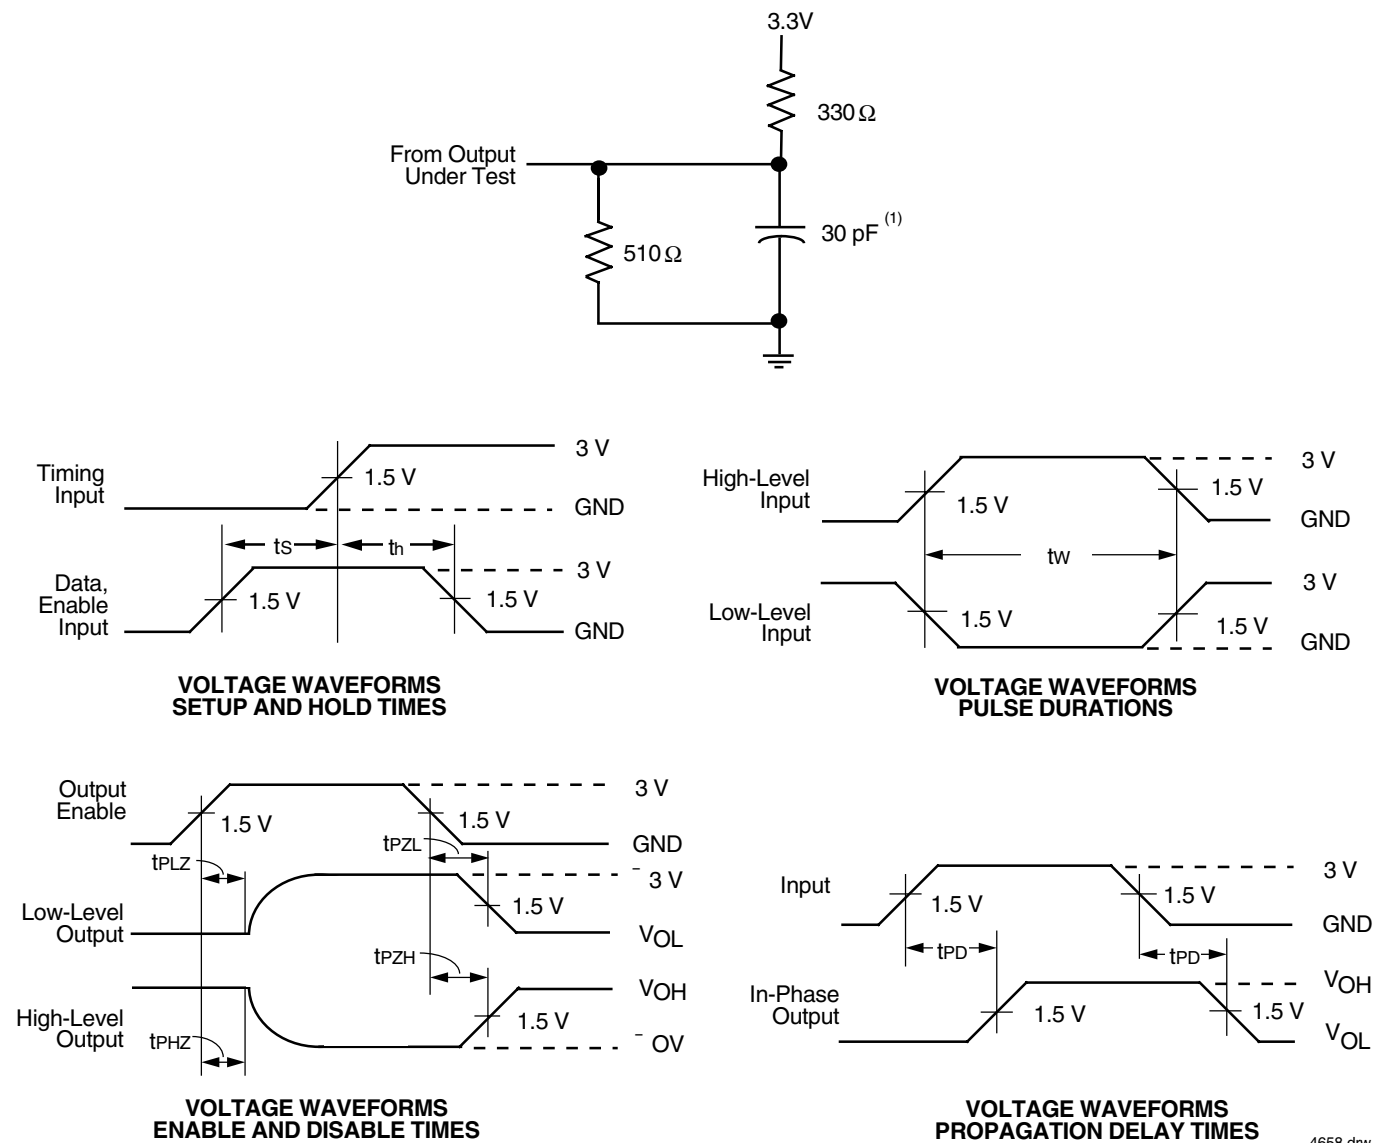 3.3V
330 Ω
From Output
Under Test
510 Ω
30 pF (1)
Timing
Input
1.5 V
3 V
GND
tS
th
Data,
Enable
Input
1.5 V
1.5 V
3 V
GND
VOLTAGE WAVEFORMS
SETUP AND HOLD TIMES
High-Level
Input
1.5 V
1.5 V
3 V
GND
tW
Low-Level
Input
1.5 V
1.5 V
3 V
GND
VOLTAGE WAVEFORMS
PULSE DURATIONS
Output
Enable
1.5 V
1.5 V
3 V
GND
tPLZ
tPZL
Low-Level
Output
1.5 V
‾ 3 V
VOL
tPZH
High-Level
Output
tPHZ
1.5 V
VOH
‾ OV
VOLTAGE WAVEFORMS
ENABLE AND DISABLE TIMES
Input
1.5 V
1.5 V
3 V
GND
tPD
tPD
In-Phase
Output
1.5 V
1.5 V
VOH
VOL
VOLTAGE WAVEFORMS
PROPAGATION DELAY TIMES